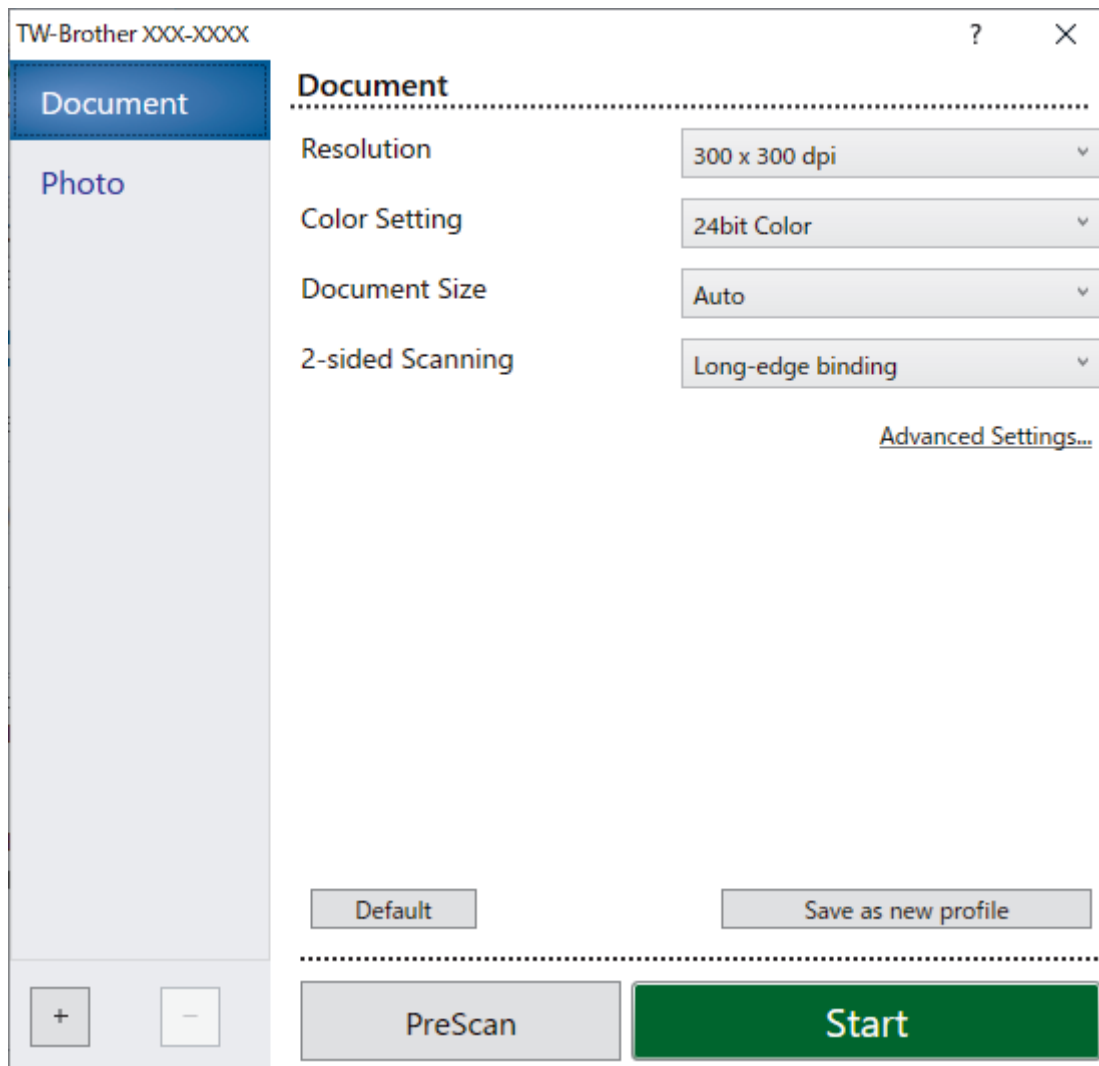 TW-Brother XXX-XXXX ?
Document
Photo
Document
Resolution 300 x 300 dpi
Color Setting 24bit Color
Document Size Auto
2-sided Scanning Long-edge binding
Advanced Settings...
Default Save as new profile
+ − PreScan Start